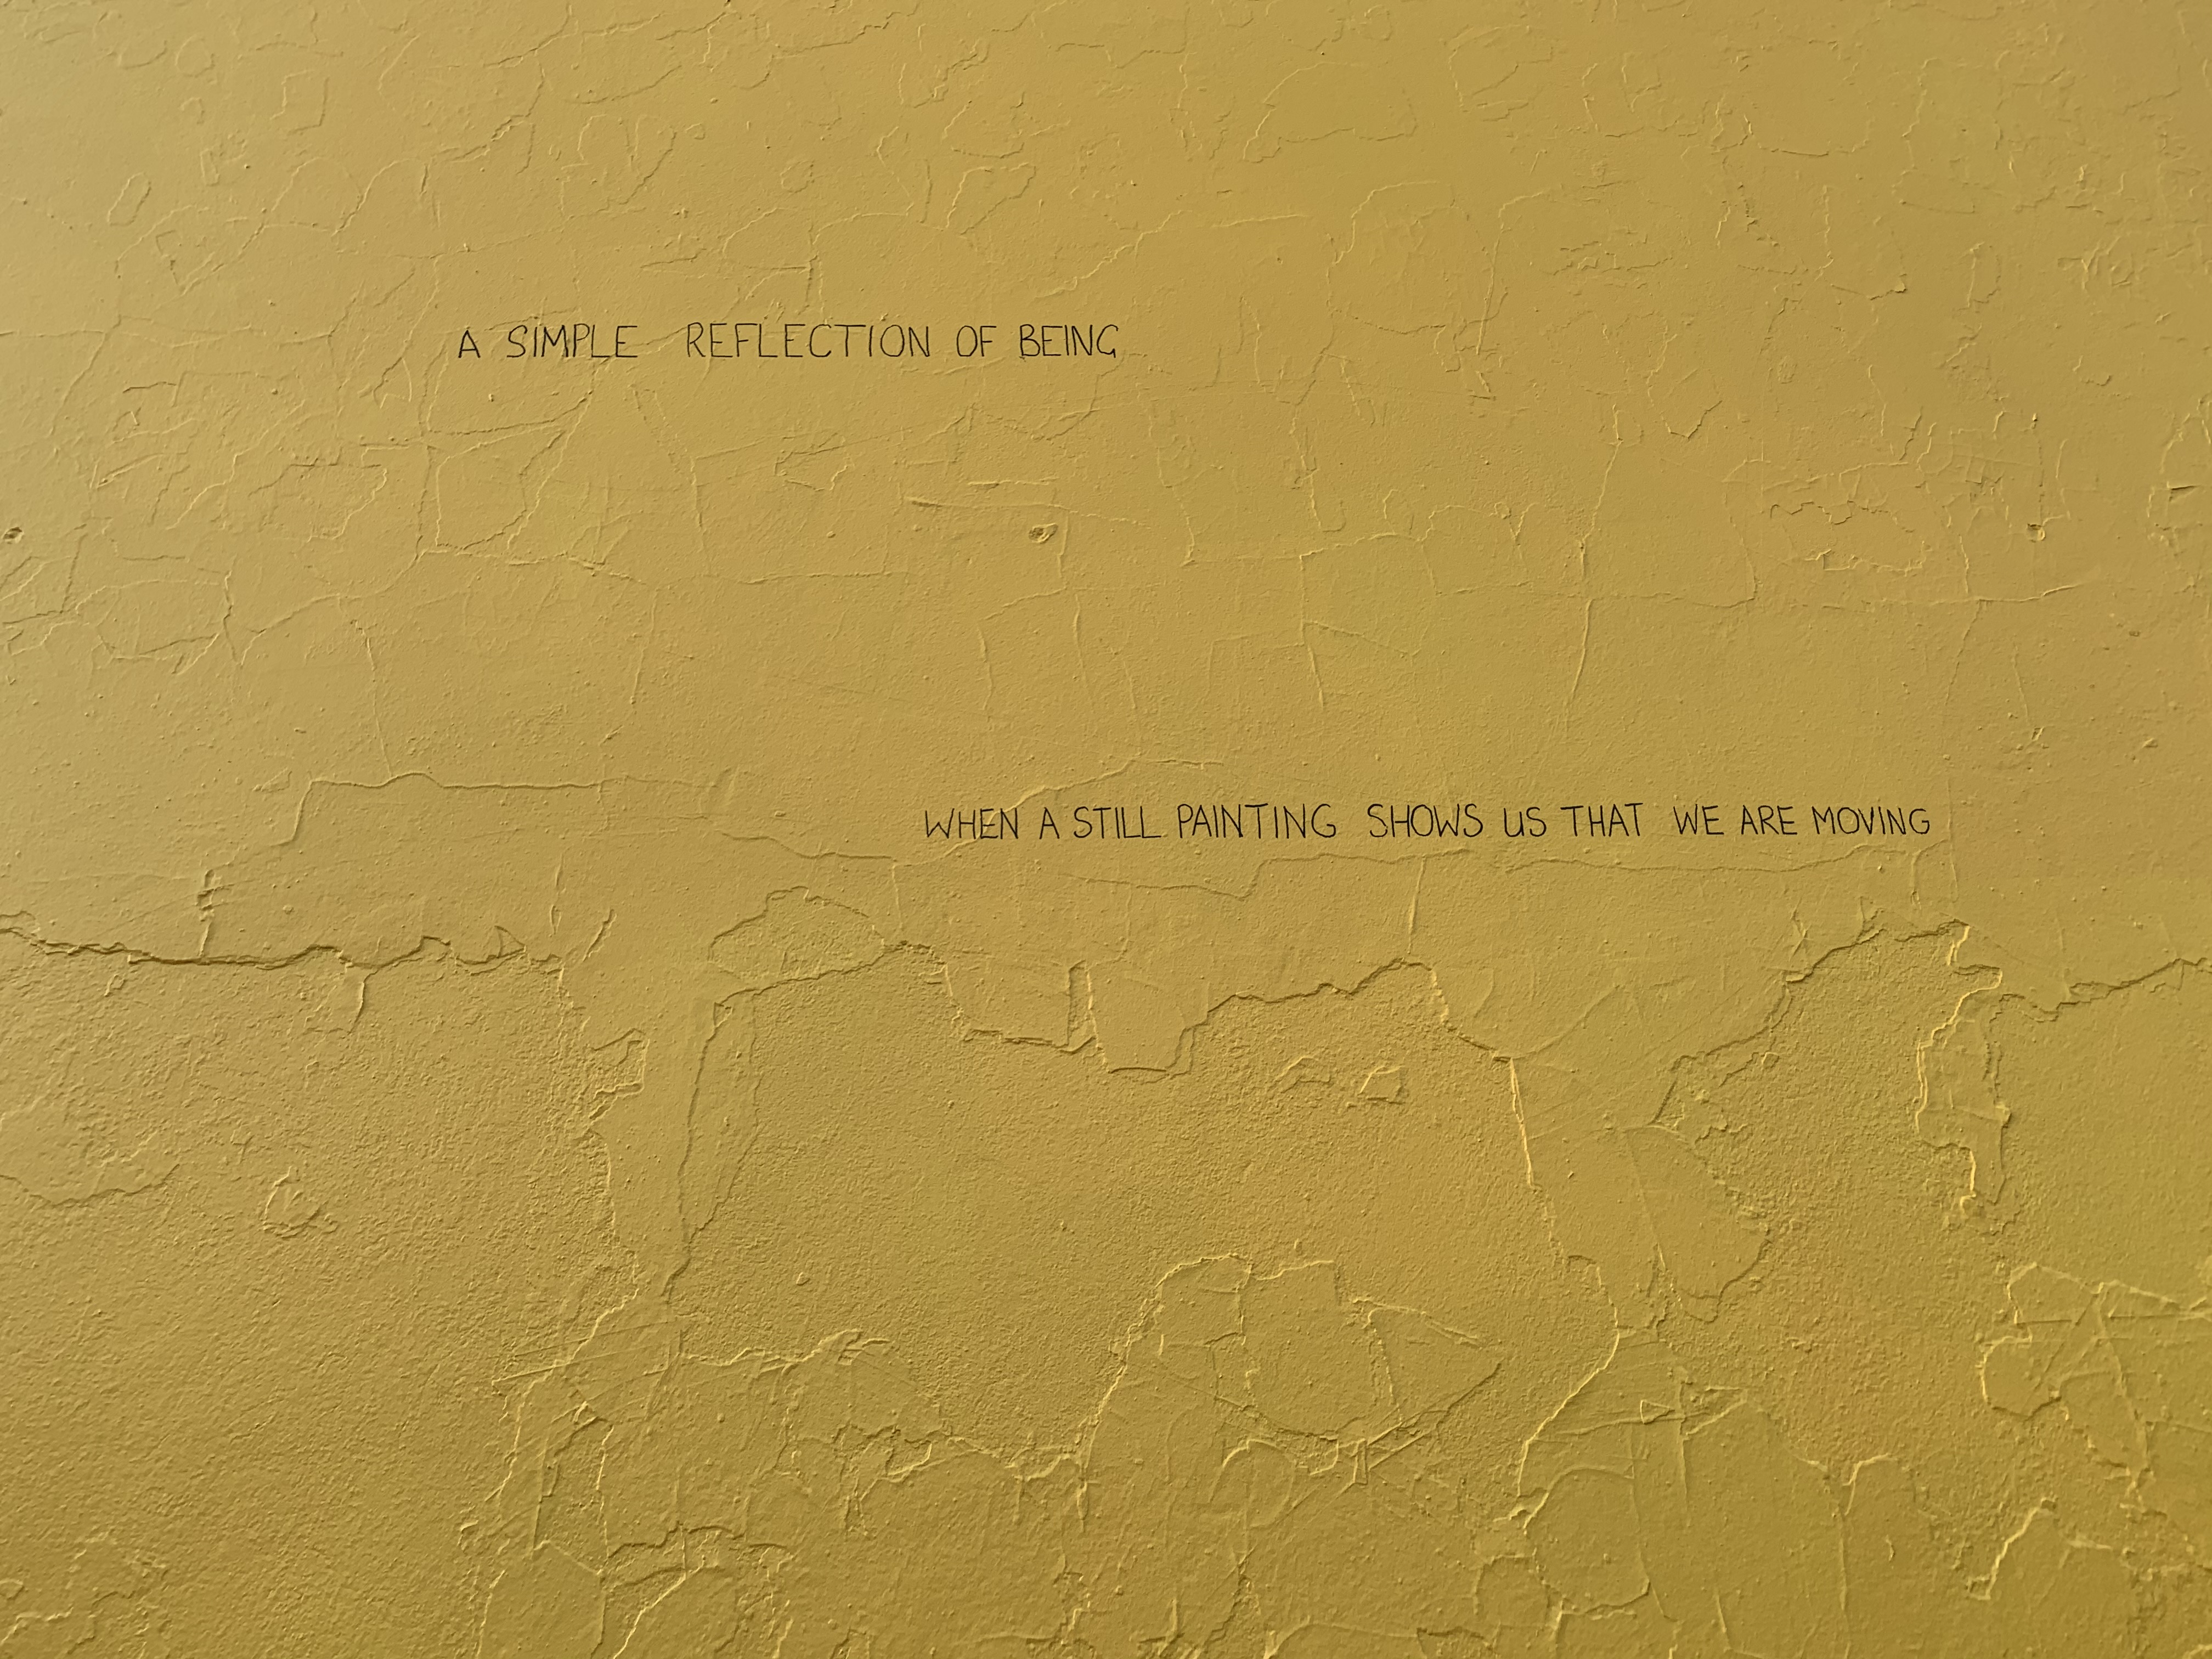 A SIMPLE REFLECTION OF BEING
WHEN A STILL PAINTING SHOWS US THAT WE ARE MOVING